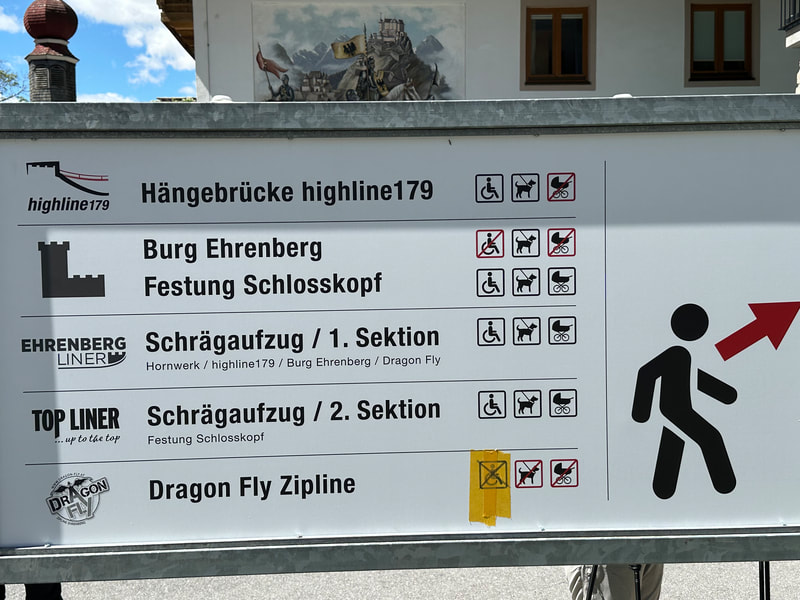 highline179
Hängebrücke highline179
Burg Ehrenberg
Festung Schlosskopf
EHRENBERG
LINER
Schrägaufzug / 1. Sektion
Hornwerk / highline179 / Burg Ehrenberg / Dragon Fly
TOP LINER
...up to the top
Schrägaufzug / 2. Sektion
Festung Schlosskopf
DRAGON
FLY
Dragon Fly Zipline